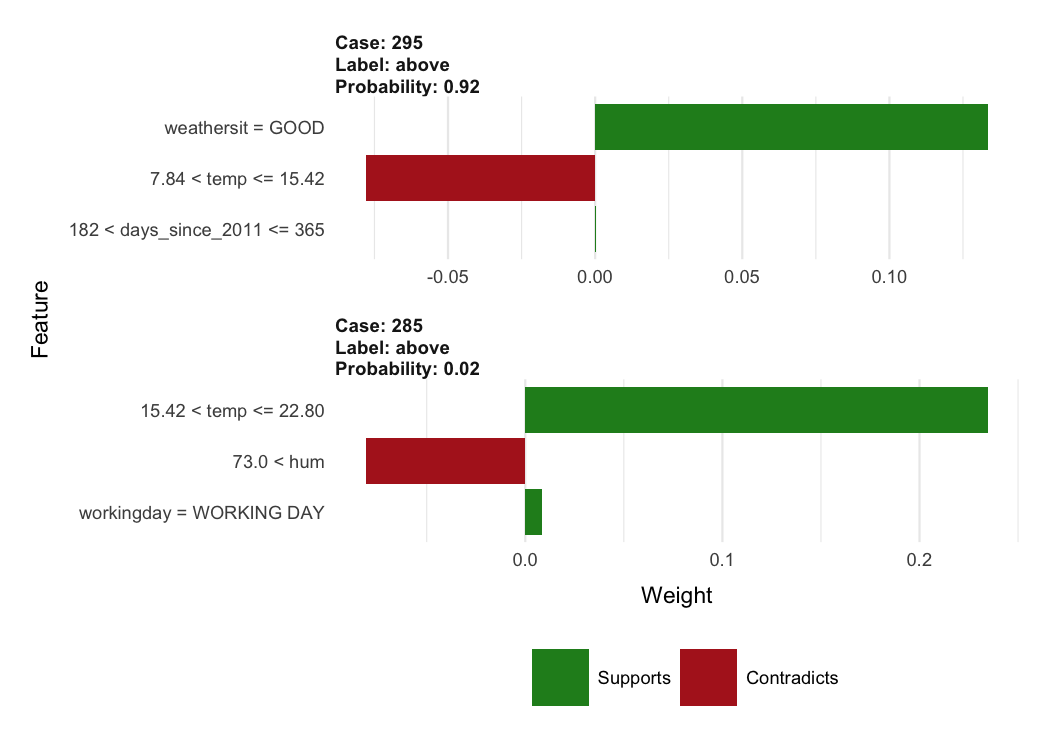 Case: 295
Label: above
Probability: 0.92
weathersit = GOOD
7.84 < temp <= 15.42
182 < days_since_2011 <= 365
-0.05 0.00 0.05 0.10
Feature
Case: 285
Label: above
Probability: 0.02
15.42 < temp <= 22.80
73.0 < hum
workingday = WORKING DAY
0.0 0.1 0.2
Weight
Supports Contradicts